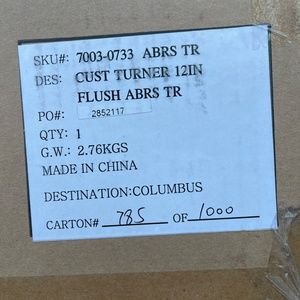 SKU#: 7003-0733 ABRS TR
DES: CUST TURNER 12IN
FLUSH ABRS TR
PO#: 2852117
QTY: 1
G.W.: 2.76KGS
MADE IN CHINA
DESTINATION:COLUMBUS
CARTON# 785 OF 1000